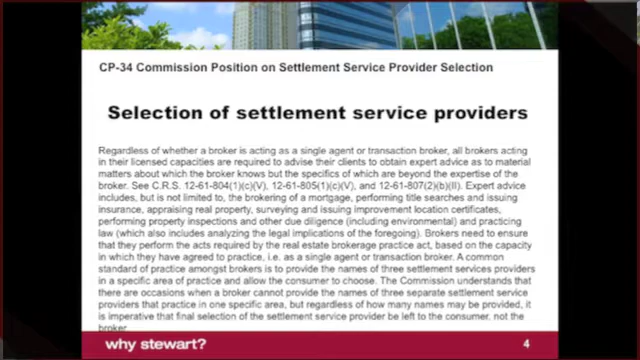 CP-34 Commission Position on Settlement Service Provider Selection
Selection of settlement service providers
Regardless of whether a broker is acting as a single agent or transaction broker, all brokers acting
in their licensed capacities are required to advise their clients to obtain expert advice as to material
matters about which the broker knows but the specifics of which are beyond the expertise of the
broker. See C.R.S. 12-61-804(1)(c)(V), 12-61-805(1)(c)(V), and 12-61-807(2)(b)(II). Expert advice
includes, but is not limited to, the brokering of a mortgage, performing title searches and issuing
insurance, appraising real property, surveying and issuing improvement location certificates,
performing property inspections and other due diligence (including environmental) and practicing
law (which also includes analyzing the legal implications of the foregoing). Brokers need to ensure
that they perform the acts required by the real estate brokerage practice act, based on the capacity
in which they have agreed to practice, i.e. as a single agent or transaction broker. A common
standard of practice amongst brokers is to provide the names of three settlement services providers
in a specific area of practice and allow the consumer to choose. The Commission understands that
there are occasions when a broker cannot provide the names of three separate settlement service
providers that practice in one specific area, but regardless of how many names may be provided, it
is imperative that final selection of the settlement service provider be left to the consumer, not the
broker.
why stewart?
4